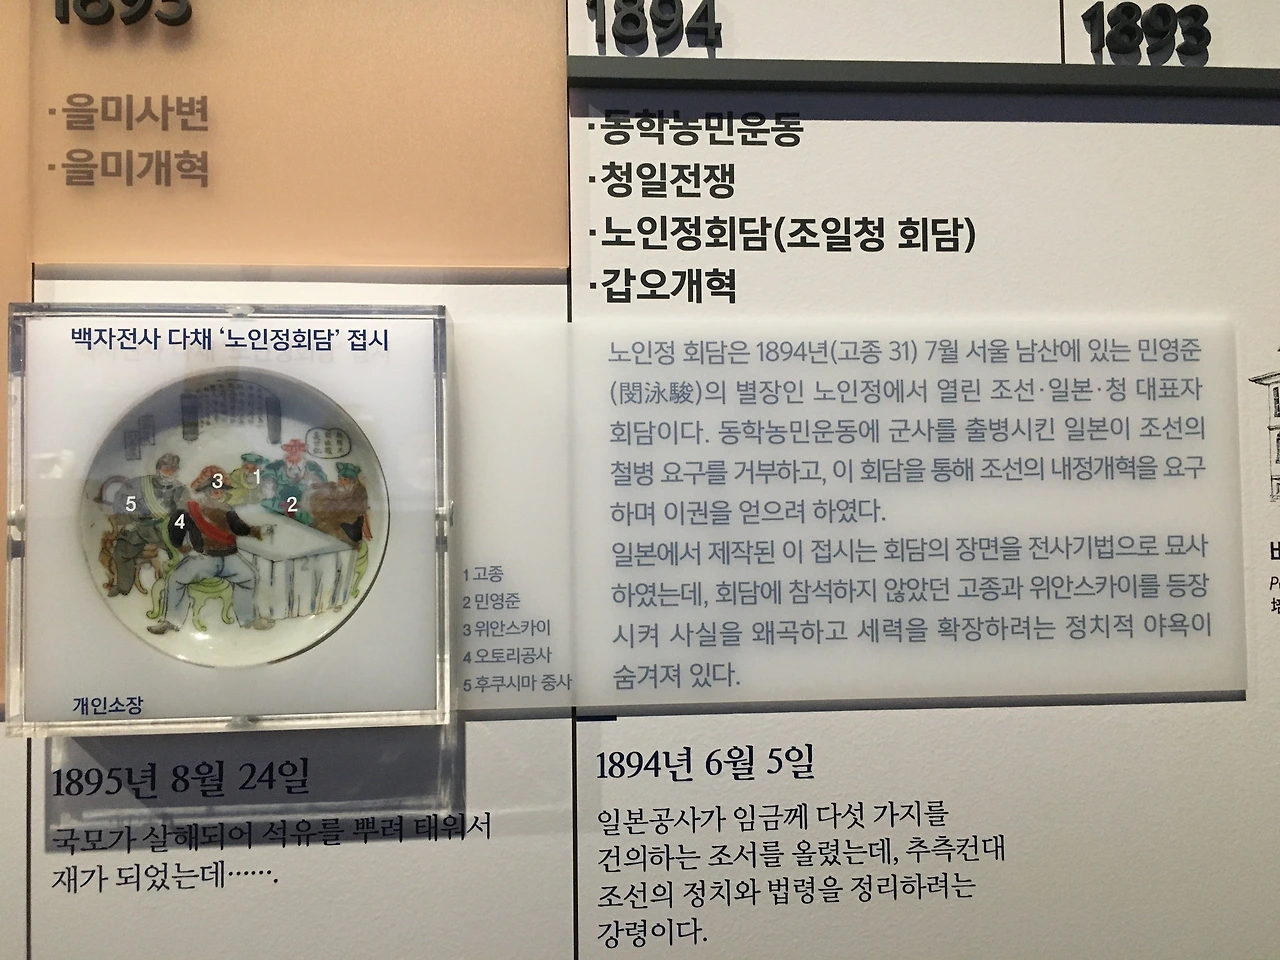 1895
·을미사변
·을미개혁
백자전사 다채 ‘노인정회담’ 접시
1
2
3
4
5
1 고종
2 민영준
3 위안스카이
4 오토리공사
5 후쿠시마 중사
개인소장
1895년 8월 24일
국모가 살해되어 석유를 뿌려 태워서
재가 되었는데…….
1894
·동학농민운동
·청일전쟁
·노인정회담(조일청 회담)
·갑오개혁
노인정 회담은 1894년(고종 31) 7월 서울 남산에 있는 민영준
(閔泳駿)의 별장인 노인정에서 열린 조선·일본·청 대표자
회담이다. 동학농민운동에 군사를 출병시킨 일본이 조선의
철병 요구를 거부하고, 이 회담을 통해 조선의 내정개혁을 요구
하며 이권을 얻으려 하였다.
일본에서 제작된 이 접시는 회담의 장면을 전사기법으로 묘사
하였는데, 회담에 참석하지 않았던 고종과 위안스카이를 등장
시켜 사실을 왜곡하고 세력을 확장하려는 정치적 야욕이
숨겨져 있다.
1894년 6월 5일
일본공사가 임금께 다섯 가지를
건의하는 조서를 올렸는데, 추측컨대
조선의 정치와 법령을 정리하려는
강령이다.
1893